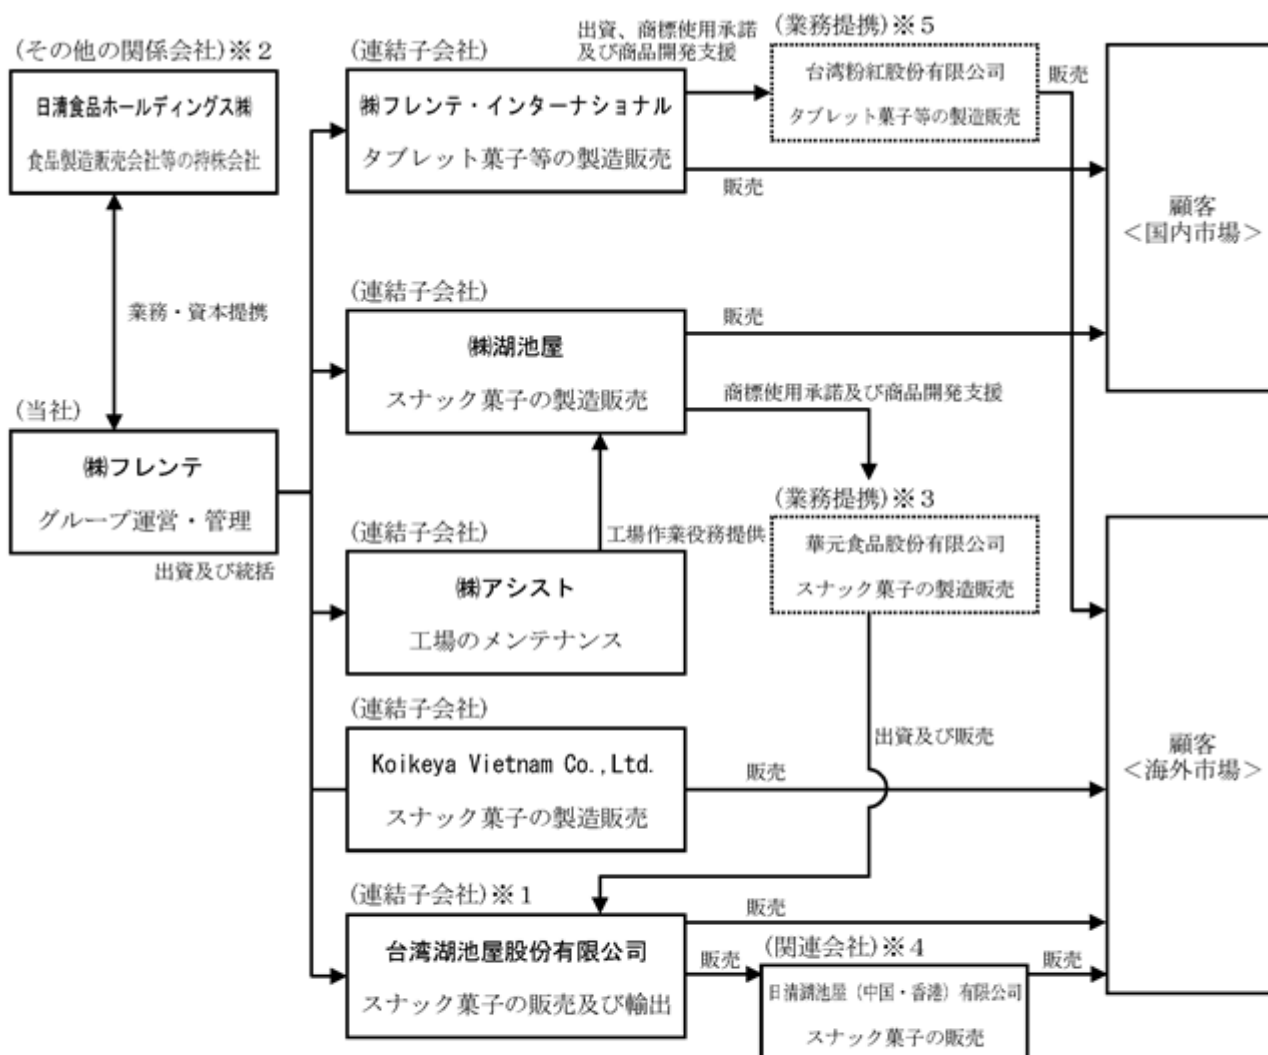 (その他の関係会社)※2
日清食品ホールディングス㈱
食品製造販売会社等の持株会社
業務・資本提携
(当社)
㈱フレンテ
グループ運営・管理
出資及び統括
(連結子会社)
㈱フレンテ・インターナショナル
タブレット菓子等の製造販売
出資、商標使用承諾
及び商品開発支援
(業務提携)※5
台湾粉紅股份有限公司
タブレット菓子等の製造販売
販売
販売
顧客
<国内市場>
(連結子会社)
㈱湖池屋
スナック菓子の製造販売
販売
商標使用承諾及び商品開発支援
(業務提携)※3
華元食品股份有限公司
スナック菓子の製造販売
(連結子会社)
㈱アシスト
工場のメンテナンス
工場作業役務提供
出資及び販売
(連結子会社)
Koikeya Vietnam Co.,Ltd.
スナック菓子の製造販売
販売
顧客
<海外市場>
(連結子会社)※1
台湾湖池屋股份有限公司
スナック菓子の販売及び輸出
販売
販売
(関連会社)※4
日清湖池屋(中国・香港)有限公司
スナック菓子の販売
販売